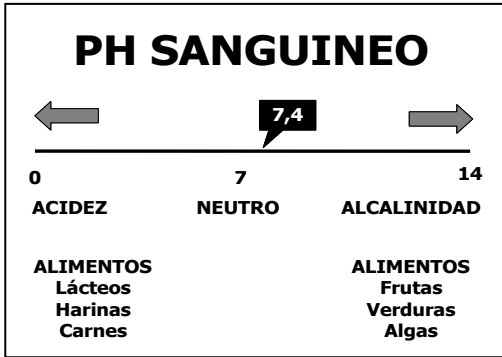 PH SANGUINEO
7,4
0 7 14
ACIDEZ NEUTRO ALCALINIDAD
ALIMENTOS ALIMENTOS
Lácteos Frutas
Harinas Verduras
Carnes Algas